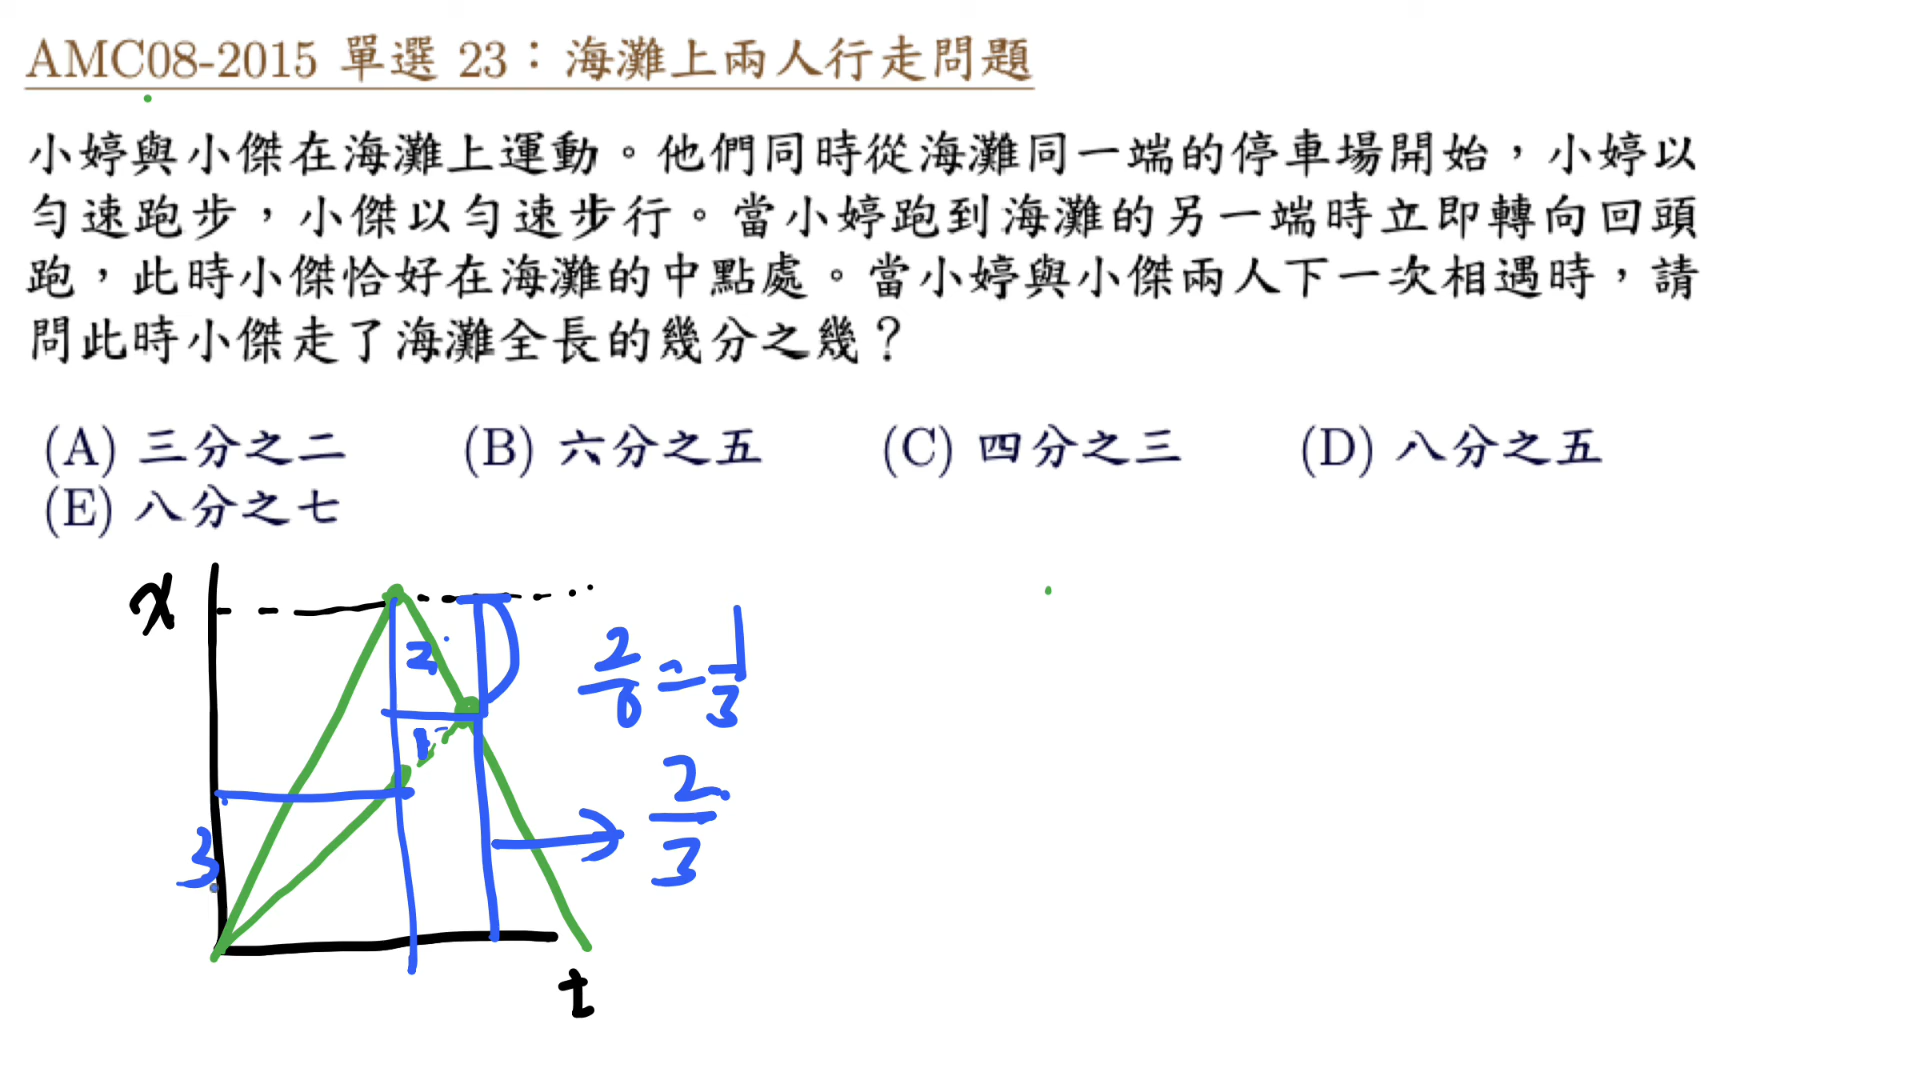 AMC08-2015 單選 23：海灘上兩人行走問題
小婷與小傑在海灘上運動。他們同時從海灘同一端的停車場開始，小婷以
勻速跑步，小傑以勻速步行。當小婷跑到海灘的另一端時立即轉向回頭
跑，此時小傑恰好在海灘的中點處。當小婷與小傑兩人下一次相遇時，請
問此時小傑走了海灘全長的幾分之幾？
(A) 三分之二 (B) 六分之五 (C) 四分之三 (D) 八分之五
(E) 八分之七
x
2
2/6=1/3
1
2/3
3
t